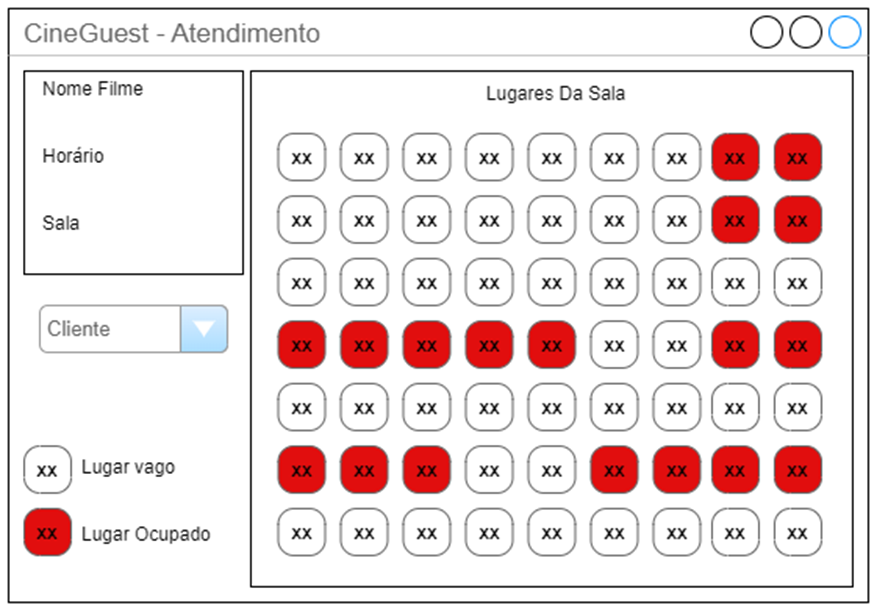 CineGuest - Atendimento
Nome Filme
Horário
Sala
Cliente
Lugares Da Sala
xx xx xx xx xx xx xx xx xx
xx xx xx xx xx xx xx xx xx
xx xx xx xx xx xx xx xx xx
xx xx xx xx xx xx xx xx xx
xx xx xx xx xx xx xx xx xx
xx xx xx xx xx xx xx xx xx
xx xx xx xx xx xx xx xx xx
xx Lugar vago
xx Lugar Ocupado